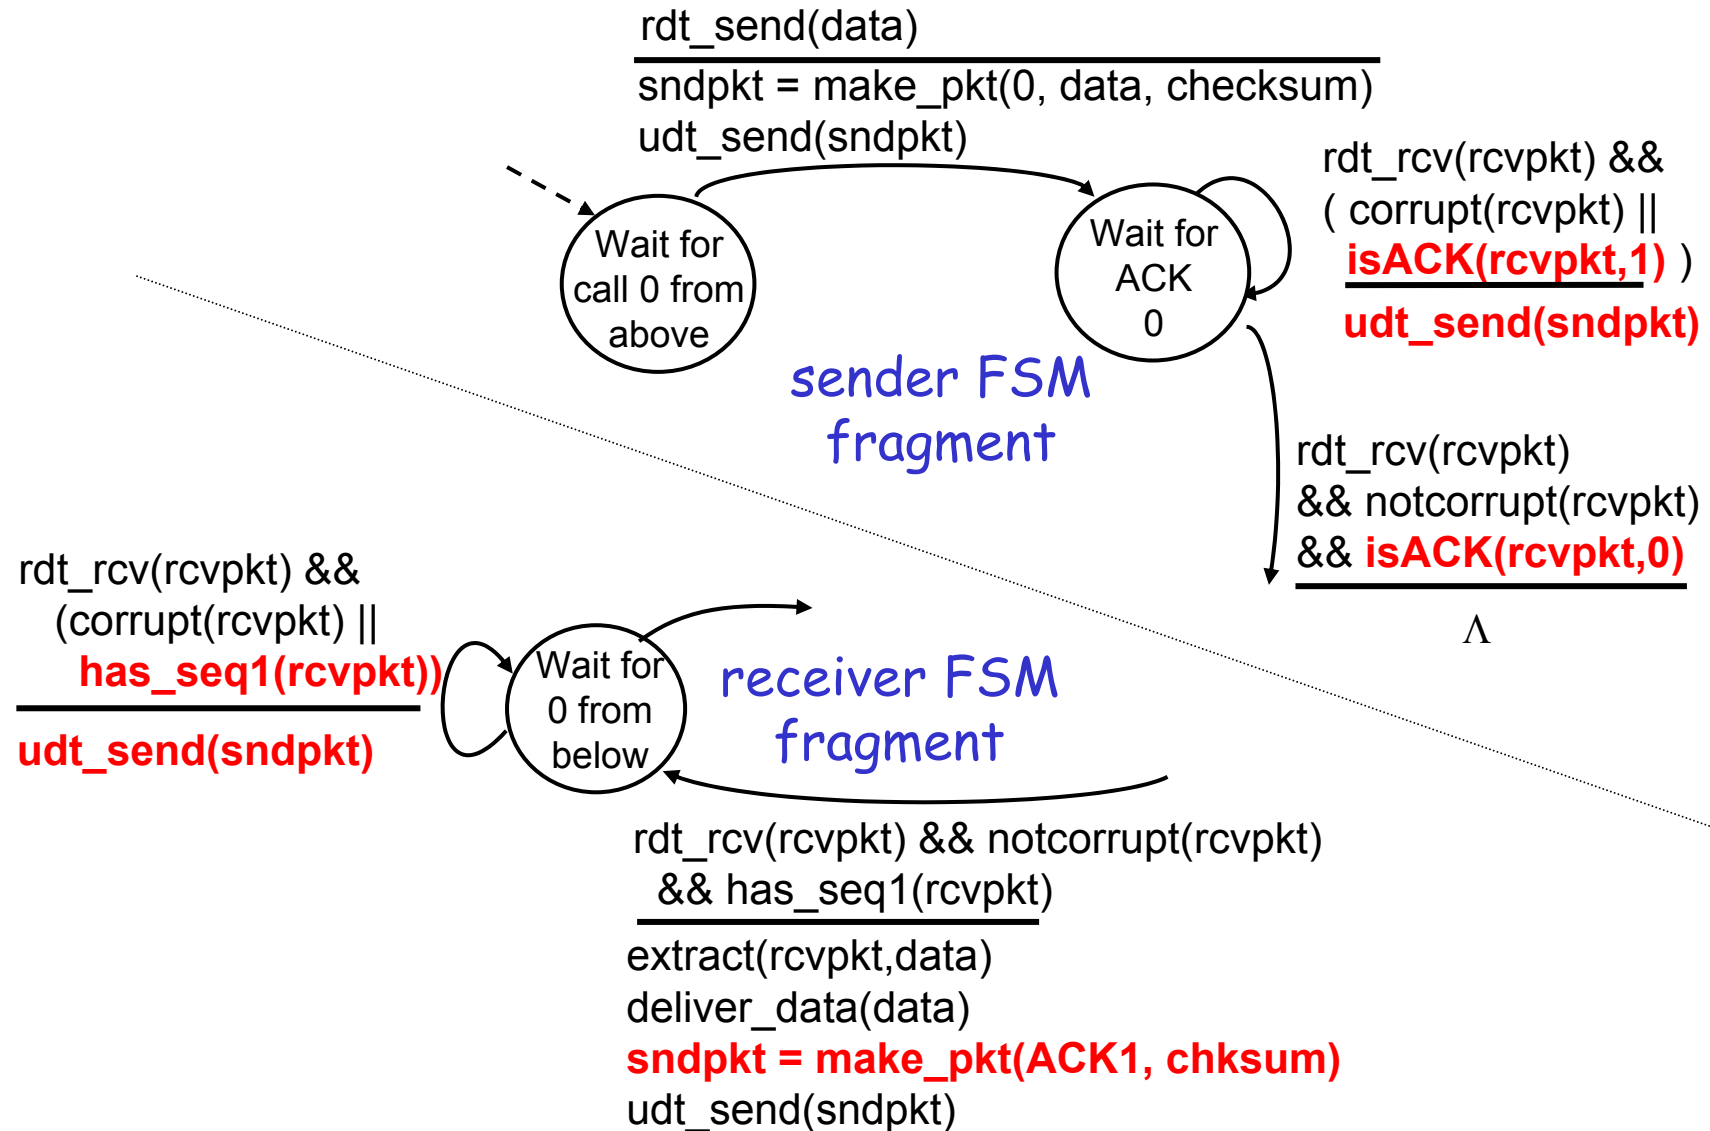 rdt_send(data)
sndpkt = make_pkt(0, data, checksum)
udt_send(sndpkt)
Wait for
call 0 from
above
Wait for
ACK
0
rdt_rcv(rcvpkt) &&
( corrupt(rcvpkt) ||
isACK(rcvpkt,1) )
udt_send(sndpkt)
sender FSM
fragment
rdt_rcv(rcvpkt)
&& notcorrupt(rcvpkt)
&& isACK(rcvpkt,0)
Λ
rdt_rcv(rcvpkt) &&
(corrupt(rcvpkt) ||
has_seq1(rcvpkt))
udt_send(sndpkt)
Wait for
0 from
below
receiver FSM
fragment
rdt_rcv(rcvpkt) && notcorrupt(rcvpkt)
&& has_seq1(rcvpkt)
extract(rcvpkt,data)
deliver_data(data)
sndpkt = make_pkt(ACK1, chksum)
udt_send(sndpkt)